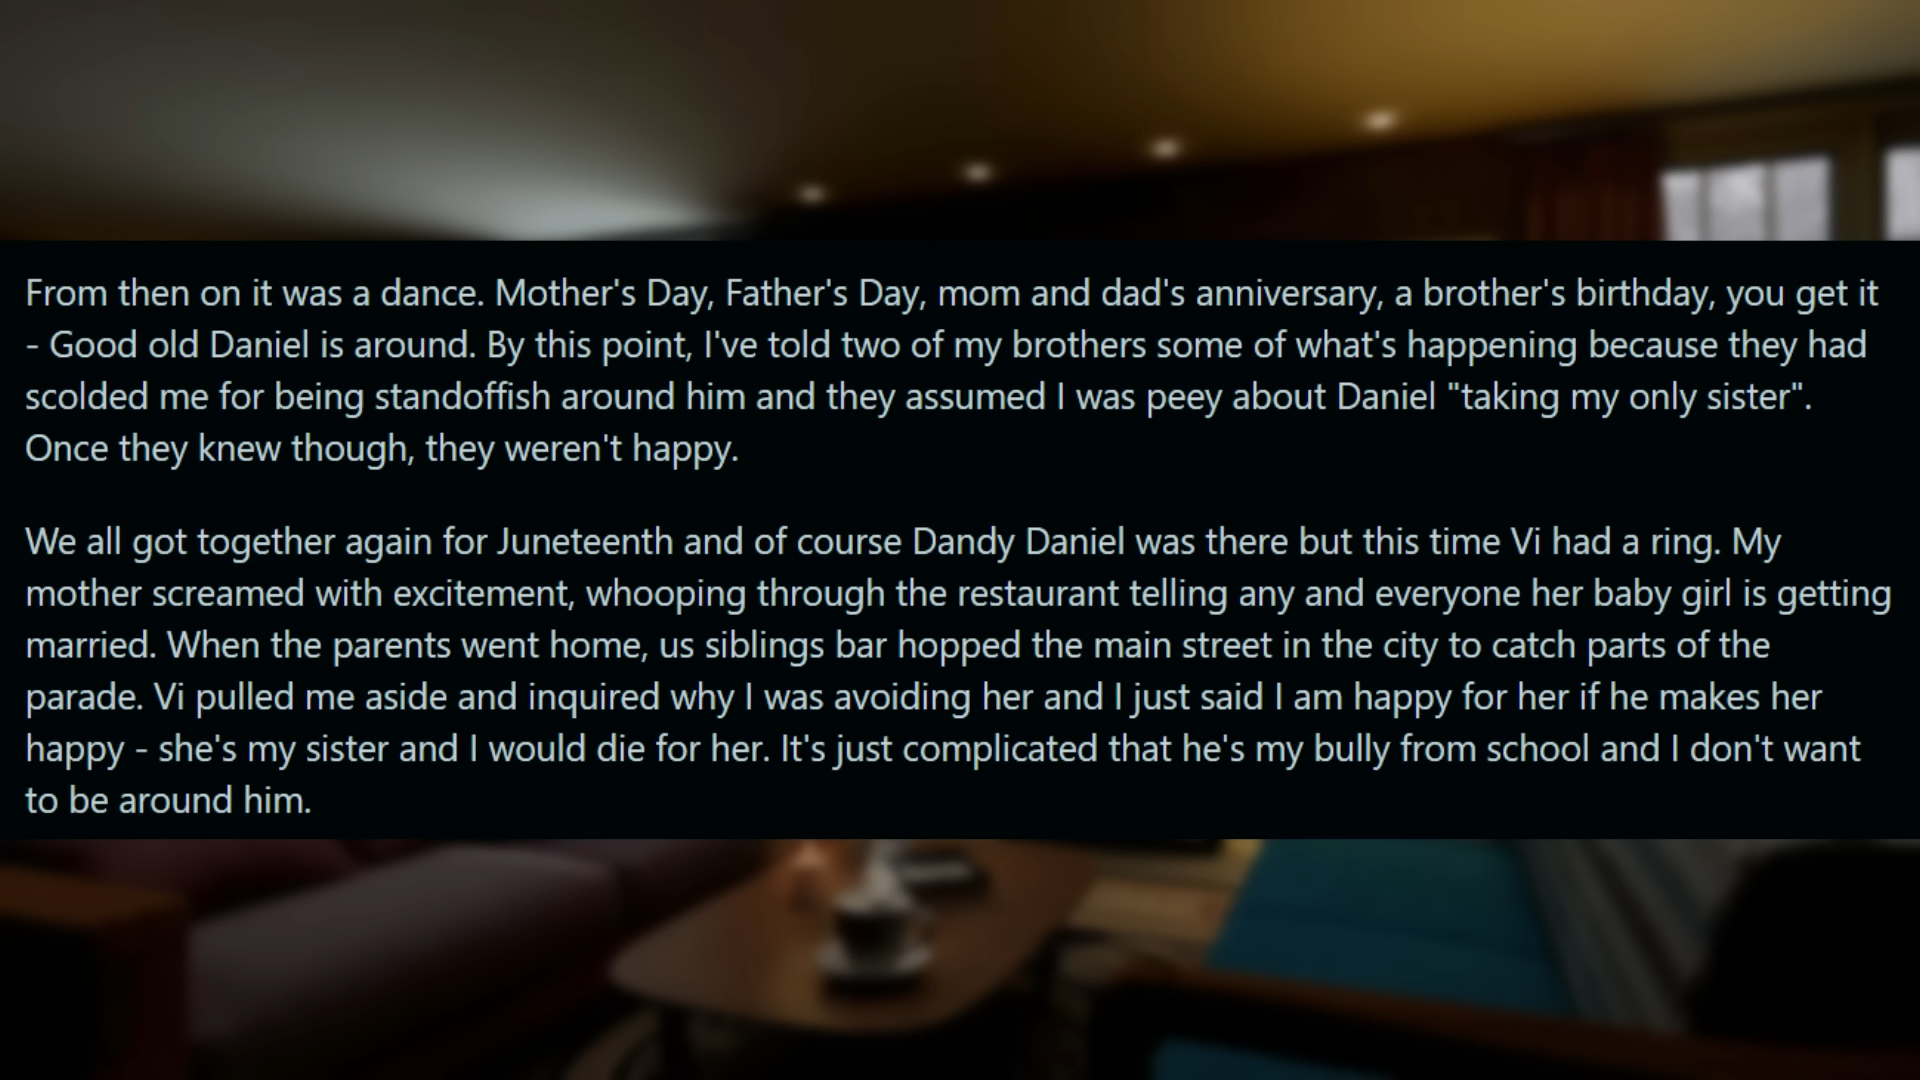 From then on it was a dance. Mother's Day, Father's Day, mom and dad's anniversary, a brother's birthday, you get it
- Good old Daniel is around. By this point, I've told two of my brothers some of what's happening because they had
scolded me for being standoffish around him and they assumed I was peey about Daniel "taking my only sister".
Once they knew though, they weren't happy.
We all got together again for Juneteenth and of course Dandy Daniel was there but this time Vi had a ring. My
mother screamed with excitement, whooping through the restaurant telling any and everyone her baby girl is getting
married. When the parents went home, us siblings bar hopped the main street in the city to catch parts of the
parade. Vi pulled me aside and inquired why I was avoiding her and I just said I am happy for her if he makes her
happy - she's my sister and I would die for her. It's just complicated that he's my bully from school and I don't want
to be around him.